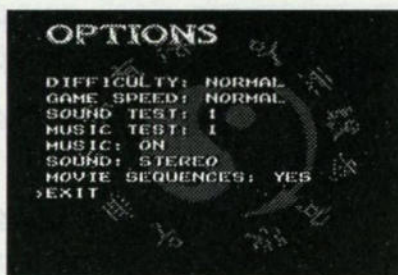 OPTIONS
DIFFICULTY: NORMAL
GAME SPEED: NORMAL
SOUND TEST: 1
MUSIC TEST: 1
MUSIC: ON
SOUND: STEREO
MOVIE SEQUENCES: YES
>EXIT